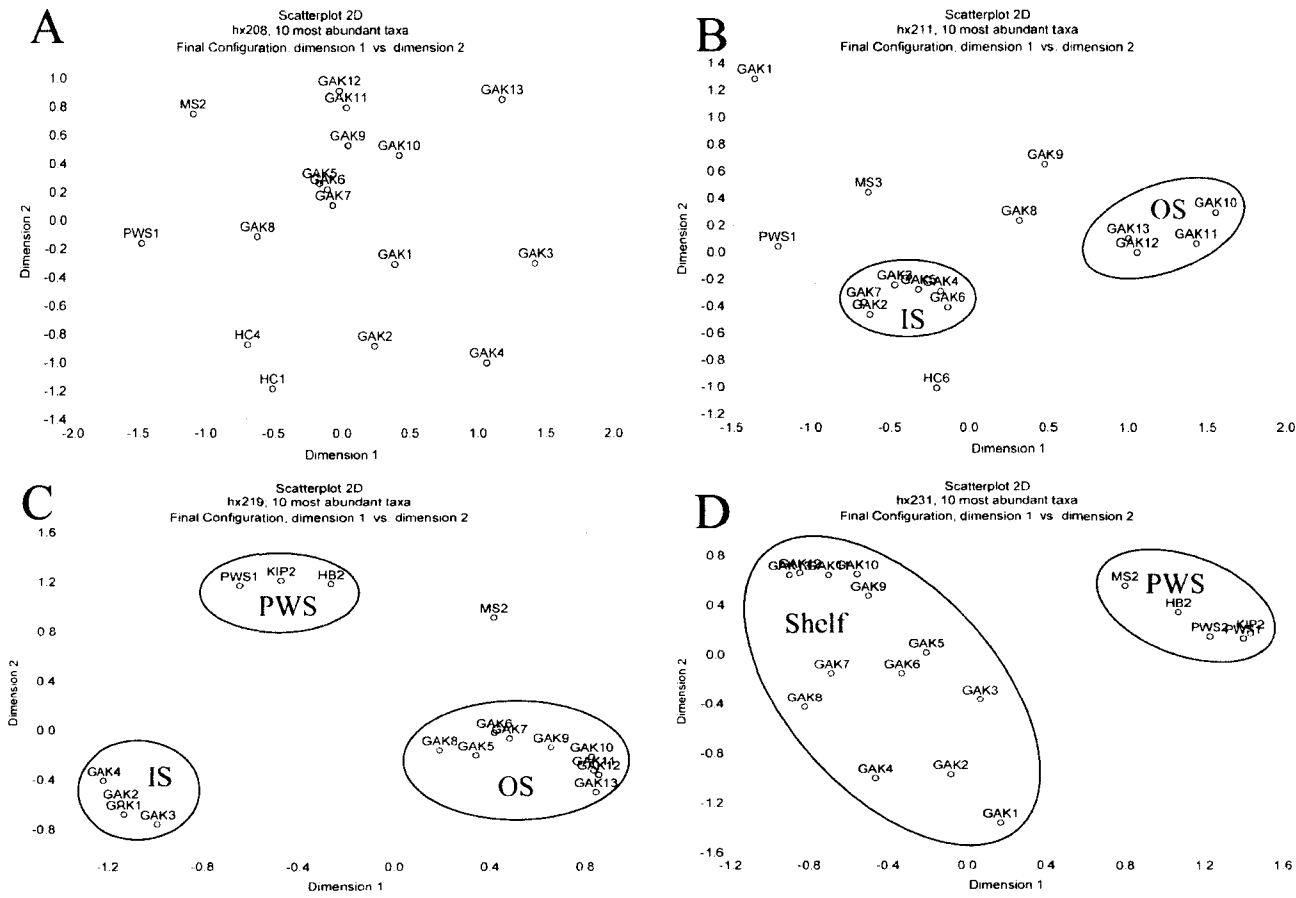 A
Scatterplot 2D
hx208, 10 most abundant taxa
Final Configuration, dimension 1 vs dimension 2
1.0
0.8
0.6
0.4
0.2
0.0
-0.2
-0.4
-0.6
-0.8
-1.0
-1.2
-1.4
Dimension 2
GAK12
GAK11
GAK13
MS2
GAK9
GAK10
GAK5
GAK6
GAK7
PWS1
GAK8
GAK1
GAK3
HC4
GAK2
GAK4
HC1
-2.0 -1.5 -1.0 -0.5 0.0 0.5 1.0 1.5 2.0
Dimension 1
B
Scatterplot 2D
hx211, 10 most abundant taxa
Final Configuration, dimension 1 vs. dimension 2
1.4
1.2
1.0
0.8
0.6
0.4
0.2
0.0
-0.2
-0.4
-0.6
-0.8
-1.0
-1.2
Dimension 2
GAK1
GAK9
MS3
GAK8
OS
GAK10
GAK13
GAK11
GAK12
PWS1
GAK5
GAK4
GAK7
GAK6
GAK2
IS
HC6
-1.5 -1.0 -0.5 0.0 0.5 1.0 1.5 2.0
Dimension 1
C
Scatterplot 2D
hx219, 10 most abundant taxa
Final Configuration, dimension 1 vs. dimension 2
1.6
1.2
0.8
0.4
0.0
-0.4
-0.8
Dimension 2
PWS1
KIP2
HB2
PWS
MS2
GAK6
GAK7
GAK8
GAK5
GAK9
GAK10
GAK11
GAK12
GAK13
OS
GAK4
IS
GAK2
GAK1
GAK3
-1.2 -0.8 -0.4 0.0 0.4 0.8
Dimension 1
D
Scatterplot 2D
hx231, 10 most abundant taxa
Final Configuration, dimension 1 vs dimension 2
0.8
0.4
0.0
-0.4
-0.8
-1.2
-1.6
Dimension 2
GAK10
GAK9
Shelf
GAK5
GAK7
GAK6
GAK8
GAK3
GAK4
GAK2
GAK1
MS2
PWS
HB2
PWS2
KIP2
PWS1
-1.2 -0.8 -0.4 0.0 0.4 0.8 1.2 1.6
Dimension 1